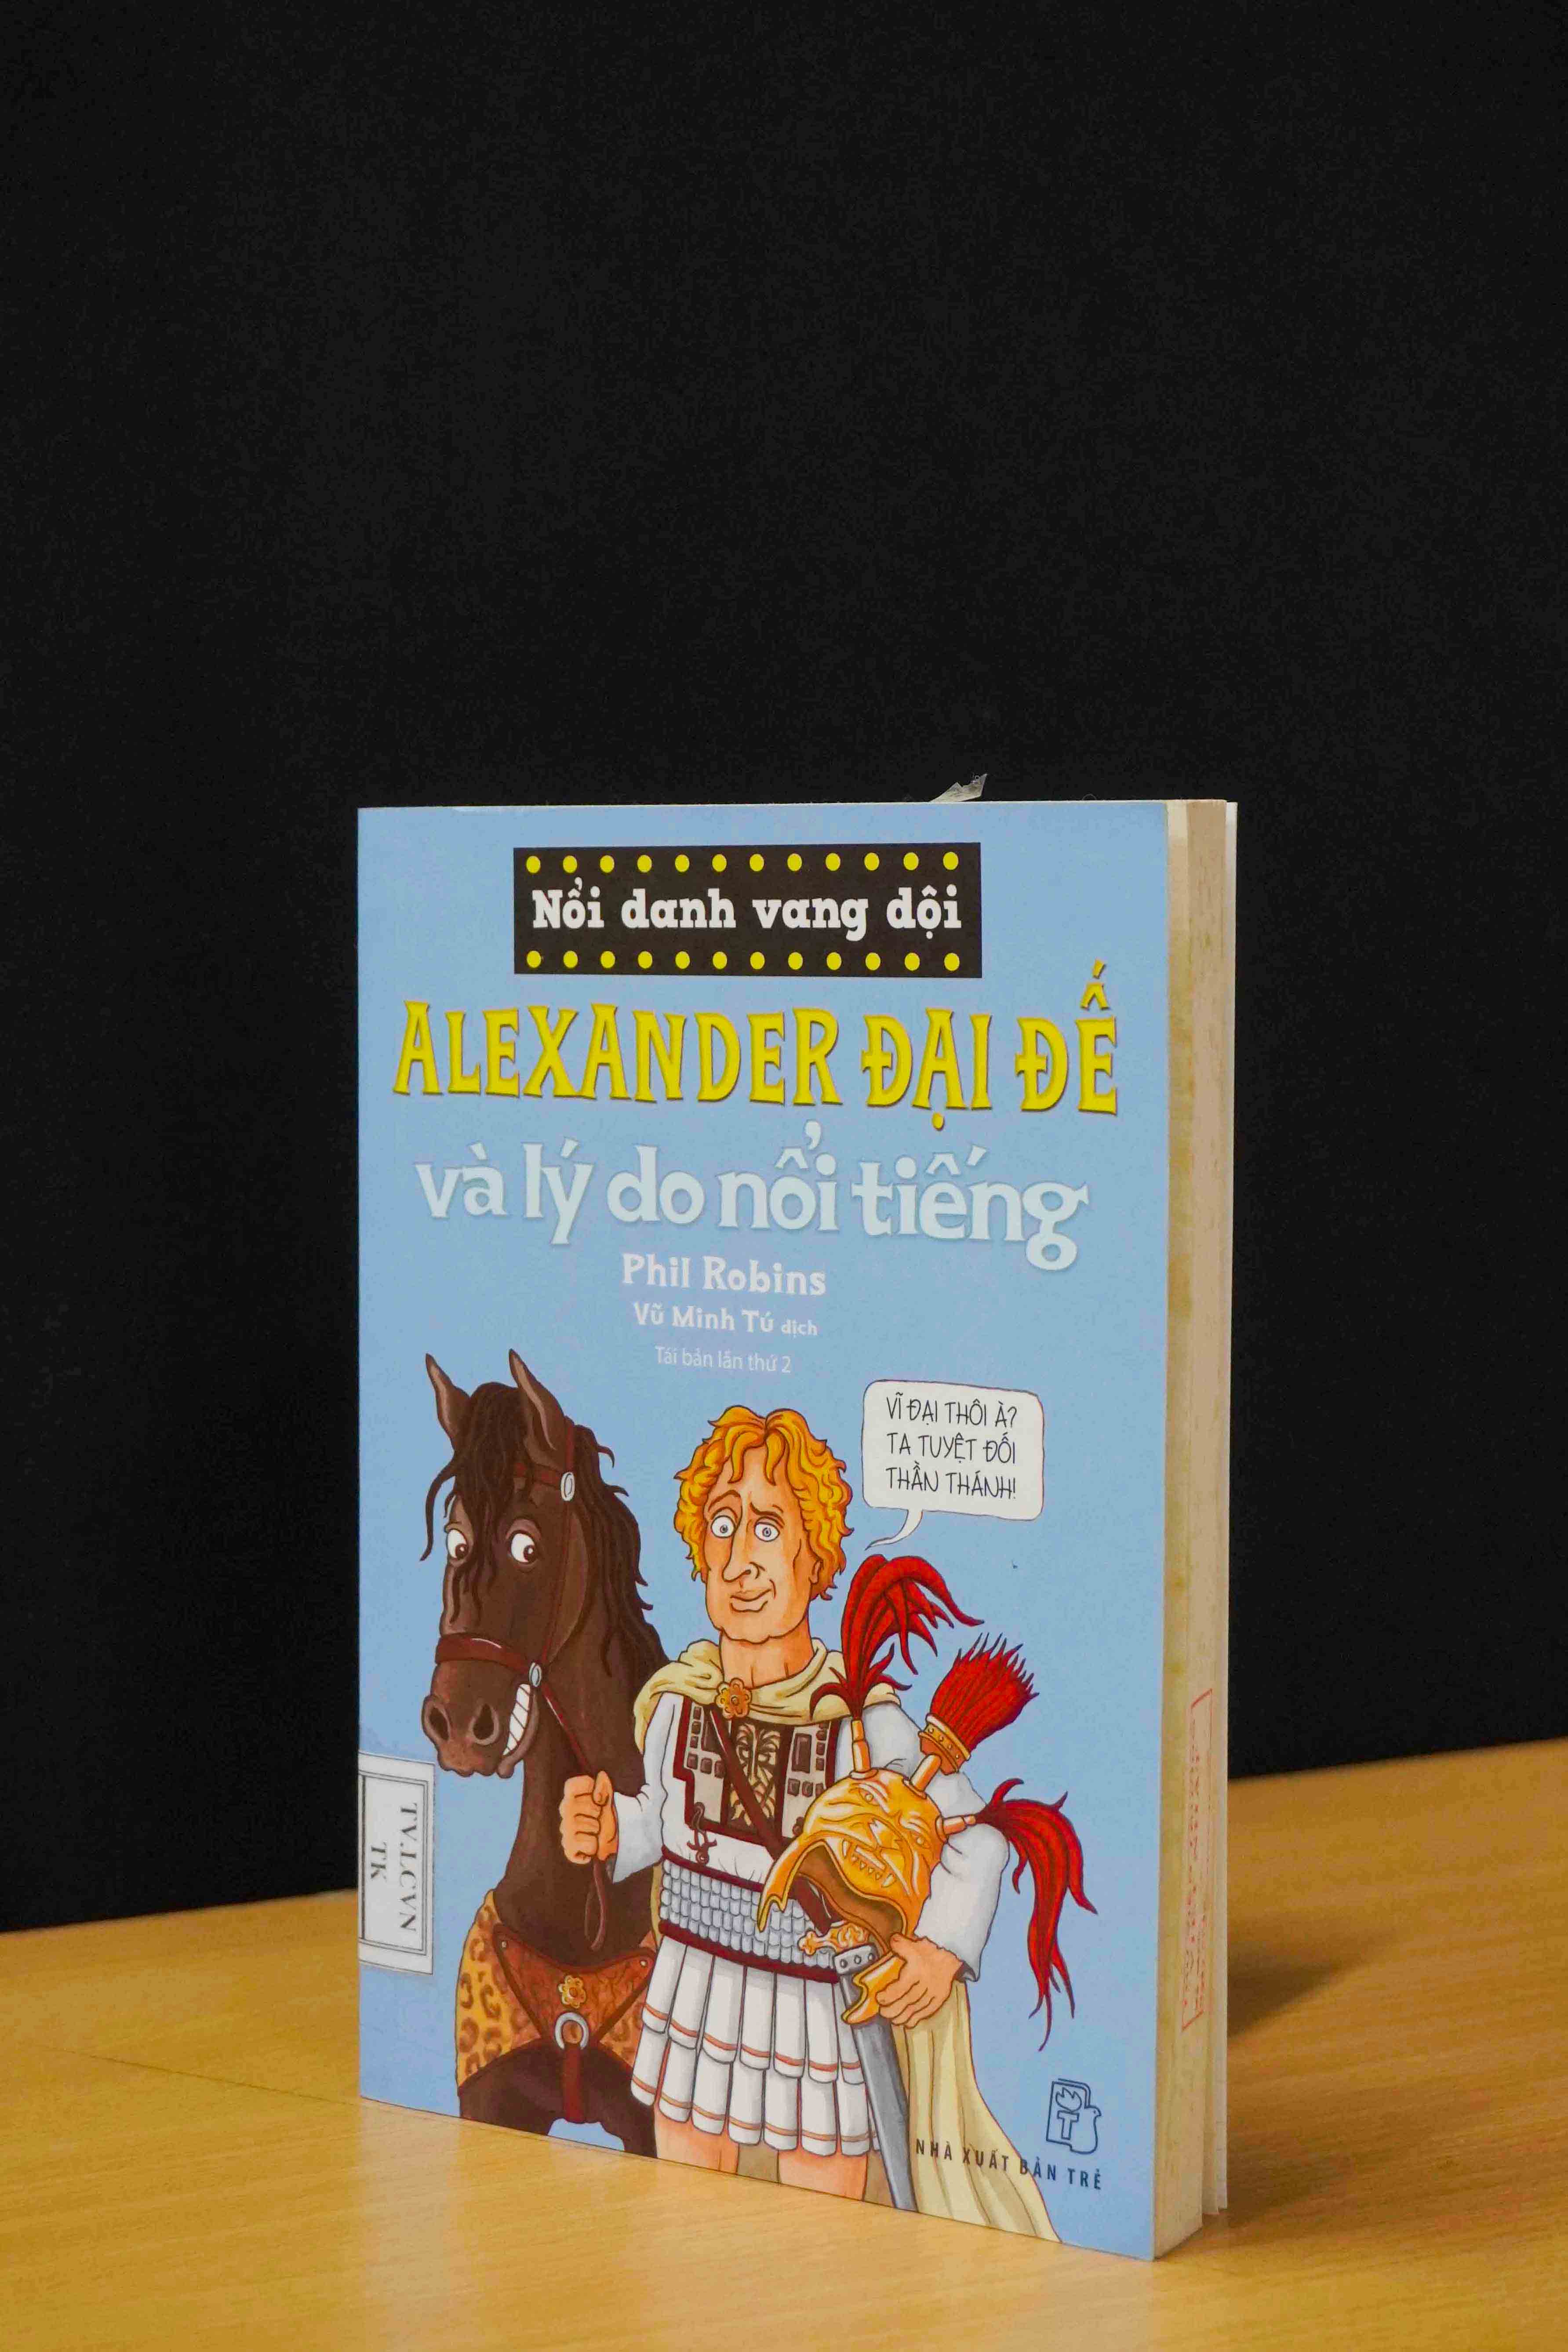 Nổi danh vang dội
ALEXANDER ĐẠI ĐẾ
và lý do nổi tiếng
Phil Robins
Vũ Minh Tú dịch
Tái bản lần thứ 2
VĨ ĐẠI THÔI À?
TA TUYỆT ĐỐI
THẦN THÁNH!
TV.LCVN
TK
T
NHÀ XUẤT BẢN TRẺ